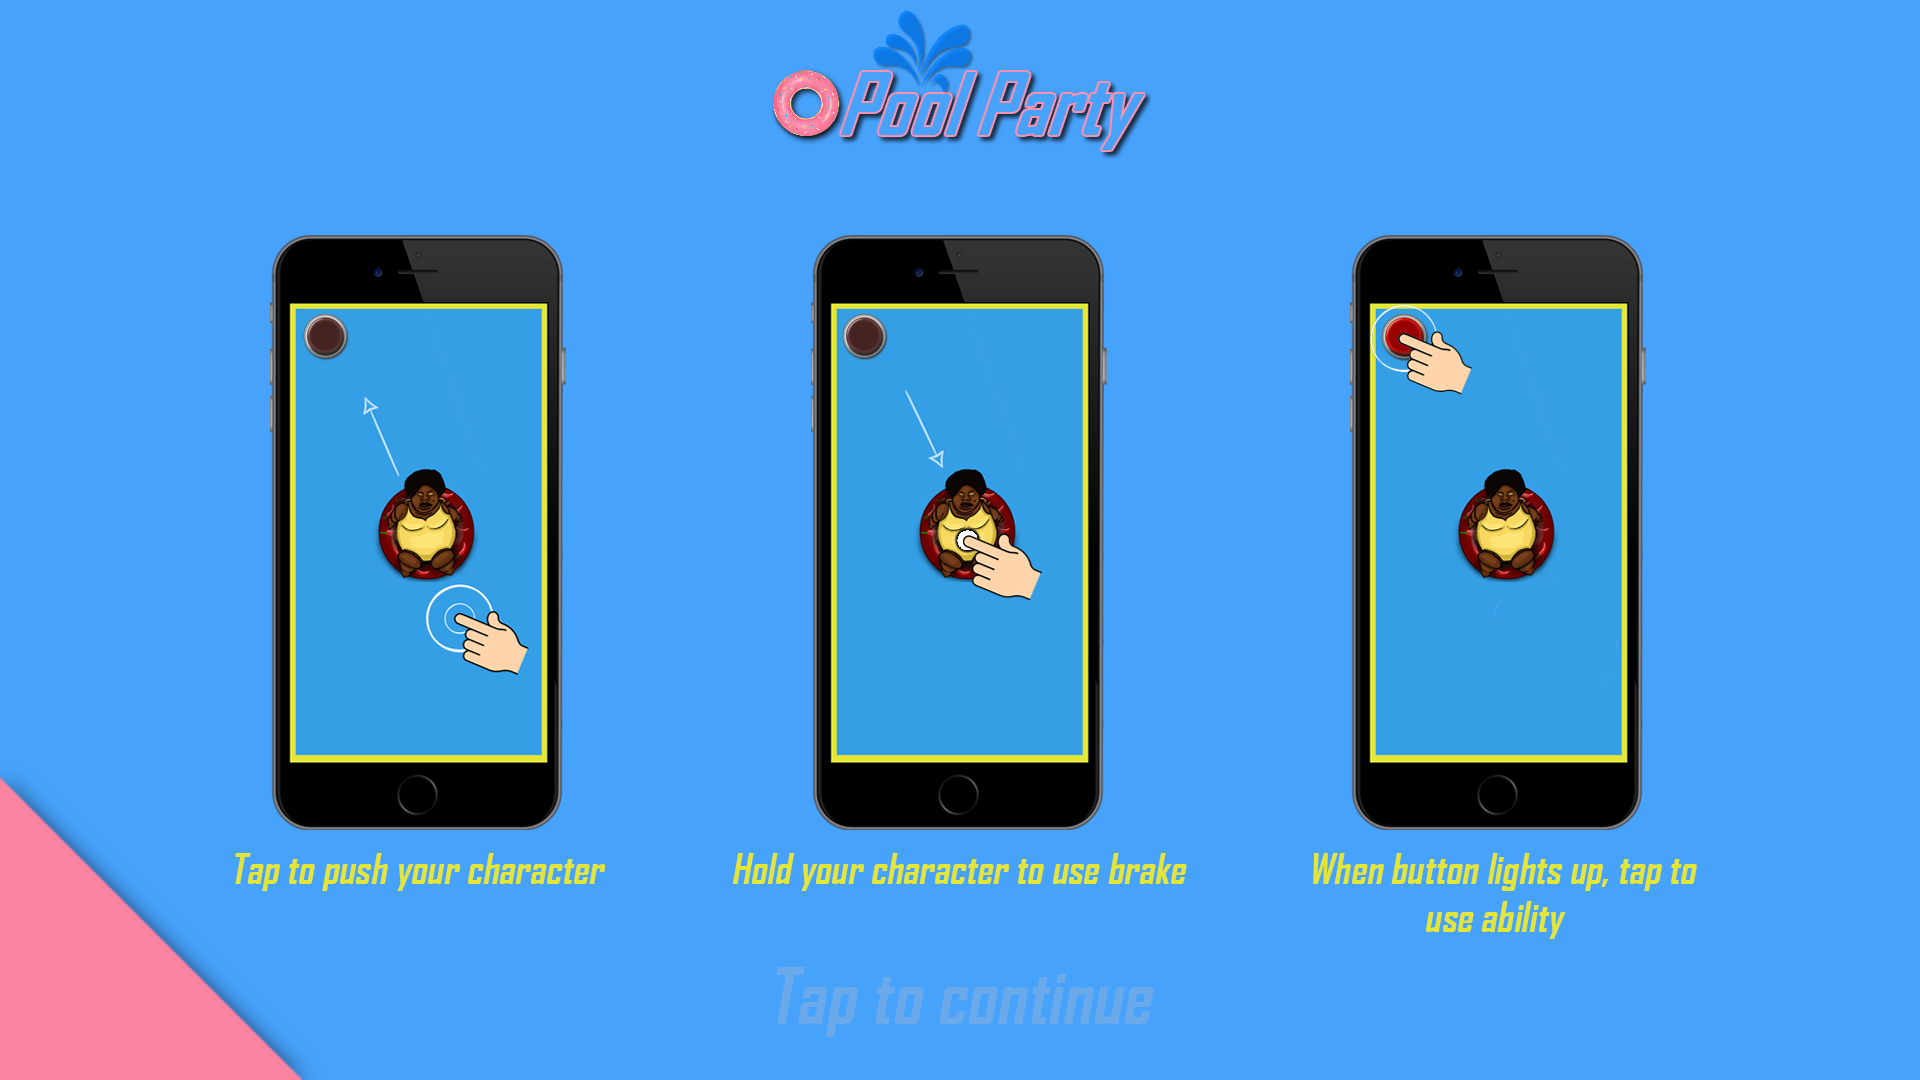 Pool Party
Tap to push your character
Hold your character to use brake
When button lights up, tap to
use ability
Tap to continue